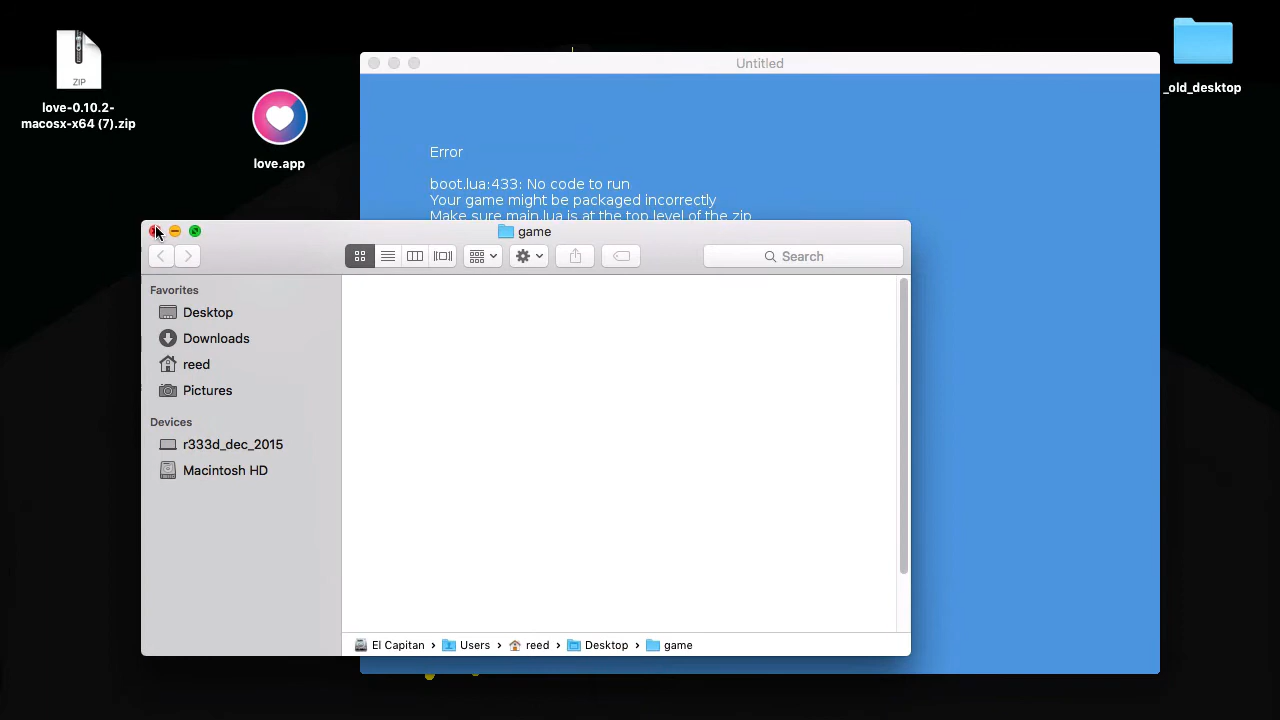 ZIP
love-0.10.2-
macosx-x64 (7).zip
love.app
_old_desktop
Untitled
Error
boot.lua:433: No code to run
Your game might be packaged incorrectly
Make sure main.lua is at the top level of the zip
game
Search
Favorites
Desktop
Downloads
reed
Pictures
Devices
r333d_dec_2015
Macintosh HD
El Capitan › Users › reed › Desktop › game